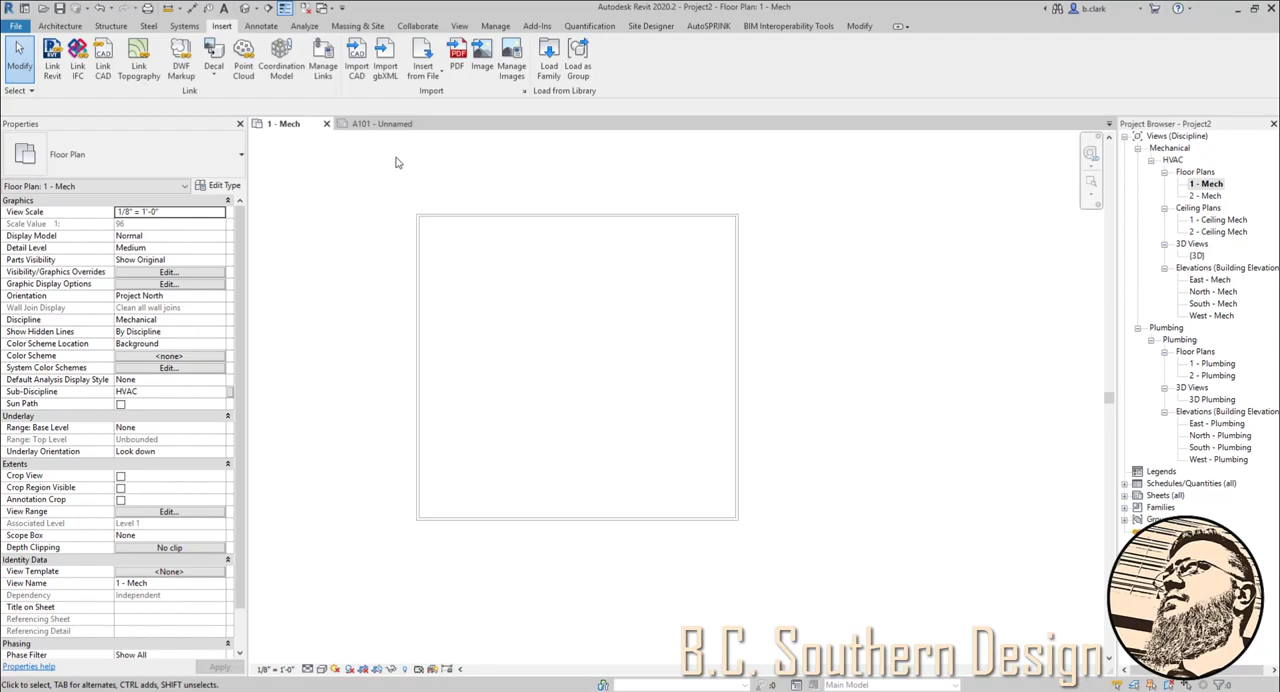 Autodesk Revit 2020.2 - Project2 - Floor Plan: 1 - Mech
b.clark
File Architecture Structure Steel Systems Insert Annotate Analyze Massing & Site Collaborate View Manage Add-Ins Quantification Site Designer AutoSPRINK BIM Interoperability Tools Modify
Modify Link Revit Link IFC Link CAD Link Topography DWF Markup Decal Point Cloud Coordination Model Manage Links Import CAD Import gbXML Insert from File PDF Image Manage Images Load Family Load as Group
Select Link Import Load from Library
Properties
1 - Mech
A101 - Unnamed
Project Browser - Project2
Floor Plan
Floor Plan: 1 - Mech Edit Type
Graphics
View Scale 1/8" = 1'-0"
Scale Value 1: 96
Display Model Normal
Detail Level Medium
Parts Visibility Show Original
Visibility/Graphics Overrides Edit...
Graphic Display Options Edit...
Orientation Project North
Wall Join Display Clean all wall joins
Discipline Mechanical
Show Hidden Lines By Discipline
Color Scheme Location Background
Color Scheme <none>
System Color Schemes Edit...
Default Analysis Display Style None
Sub-Discipline HVAC
Sun Path
Underlay
Range: Base Level None
Range: Top Level Unbounded
Underlay Orientation Look down
Extents
Crop View
Crop Region Visible
Annotation Crop
View Range Edit...
Associated Level Level 1
Scope Box None
Depth Clipping No clip
Identity Data
View Template <None>
View Name 1 - Mech
Dependency Independent
Title on Sheet
Referencing Sheet
Referencing Detail
Phasing
Phase Filter Show All
Properties help Apply
Views (Discipline)
Mechanical
HVAC
Floor Plans
1 - Mech
2 - Mech
Ceiling Plans
1 - Ceiling Mech
2 - Ceiling Mech
3D Views
{3D}
Elevations (Building Elevation
East - Mech
North - Mech
South - Mech
West - Mech
Plumbing
Plumbing
Floor Plans
1 - Plumbing
2 - Plumbing
3D Views
3D Plumbing
Elevations (Building Elevation
East - Plumbing
North - Plumbing
South - Plumbing
West - Plumbing
Legends
Schedules/Quantities (all)
Sheets (all)
Families
B.C. Southern Design
1/8" = 1'-0"
Click to select, TAB for alternates, CTRL adds, SHIFT unselects.
:0
Main Model
:0